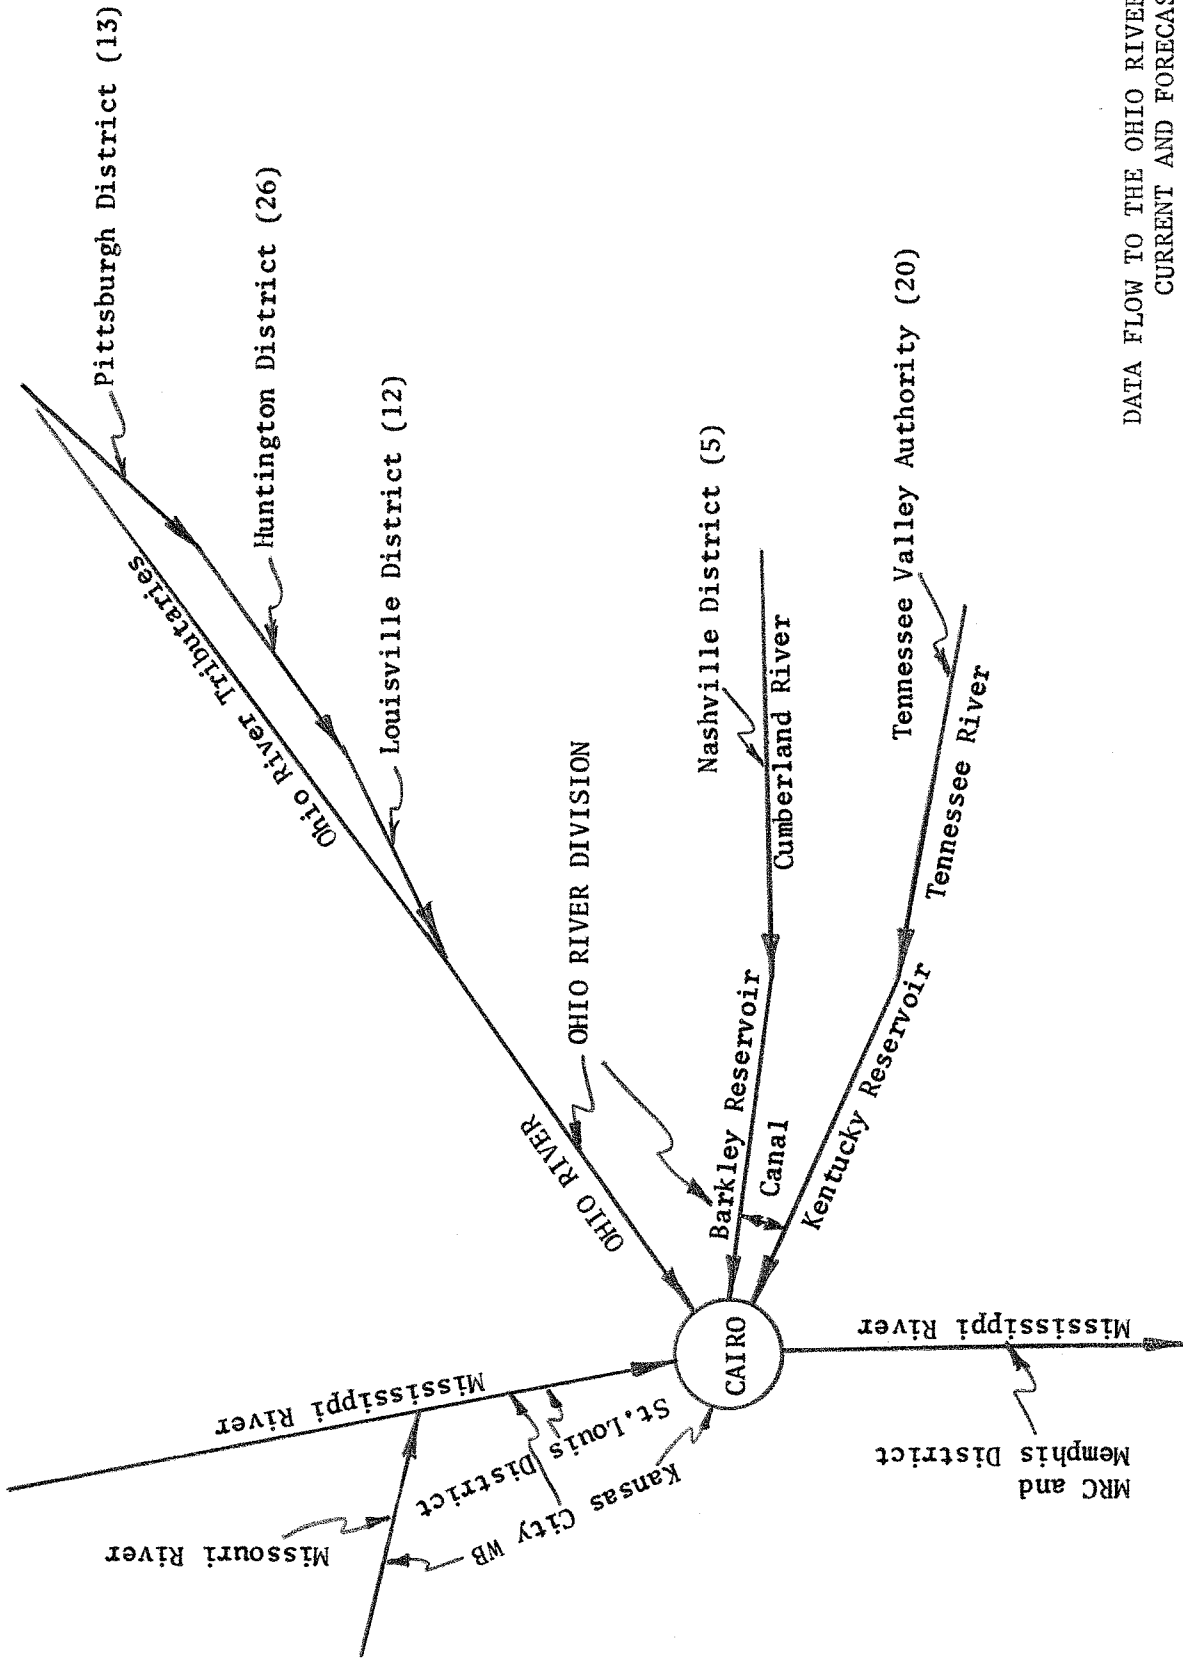 Pittsburgh District (13)
Huntington District (26)
Louisville District (12)
Ohio River Tributaries
OHIO RIVER DIVISION
OHIO RIVER
Nashville District (5)
Cumberland River
Barkley Reservoir
Canal
Tennessee Valley Authority (20)
Tennessee River
Kentucky Reservoir
CAIRO
Mississippi River
St.Louis
District
Kansas City WB
Missouri River
Mississippi River
MRC and
Memphis District
DATA FLOW TO THE OHIO RIVER
CURRENT AND FORECAS